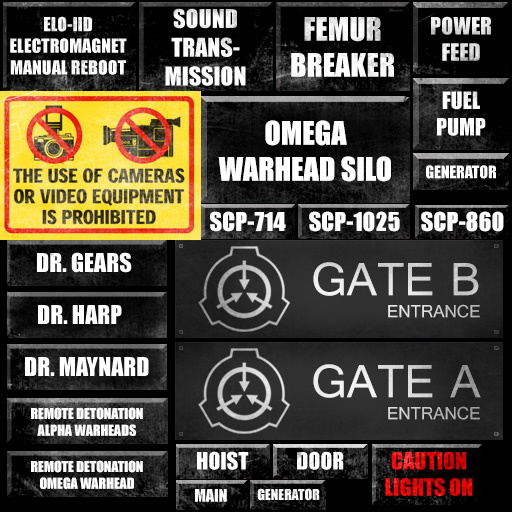 ELO-IID
ELECTROMAGNET
MANUAL REBOOT
SOUND
TRANS-
MISSION
FEMUR
BREAKER
POWER
FEED
FUEL
PUMP
GENERATOR
THE USE OF CAMERAS
OR VIDEO EQUIPMENT
IS PROHIBITED
OMEGA
WARHEAD SILO
SCP-714
SCP-1025
SCP-860
DR. GEARS
DR. HARP
DR. MAYNARD
REMOTE DETONATION
ALPHA WARHEADS
REMOTE DETONATION
OMEGA WARHEAD
GATE B
ENTRANCE
GATE A
ENTRANCE
HOIST
DOOR
MAIN
GENERATOR
CAUTION
LIGHTS ON